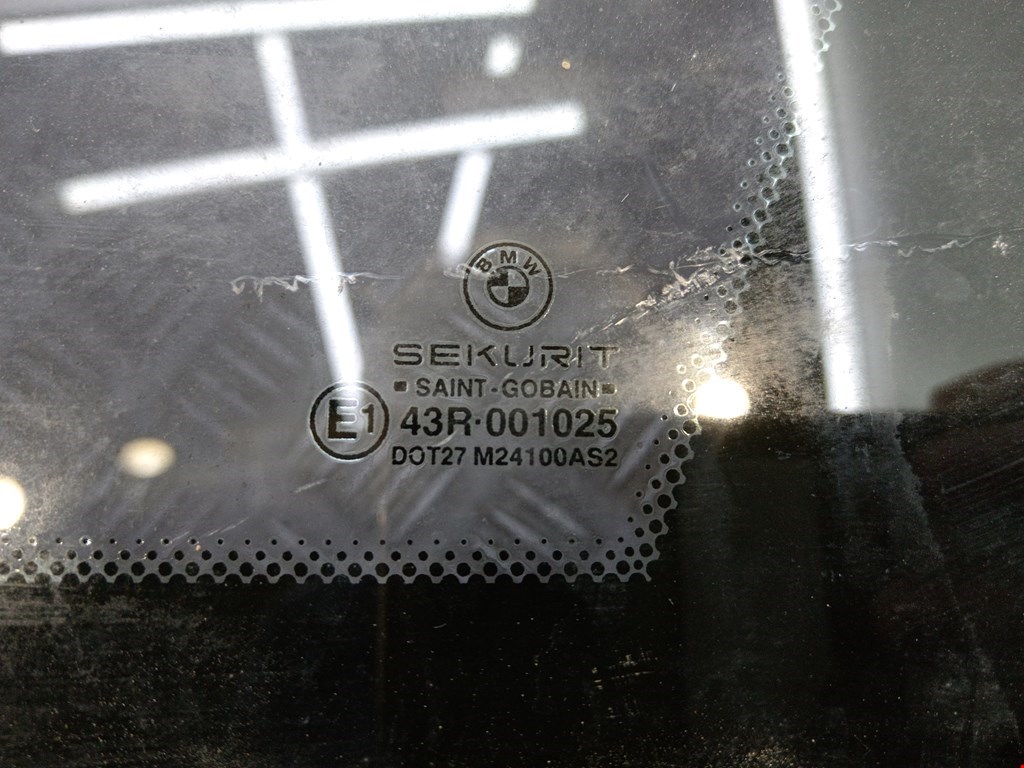 BMW
SEKURIT
SAINT-GOBAIN
E1 43R-001025
DOT27 M24100AS2